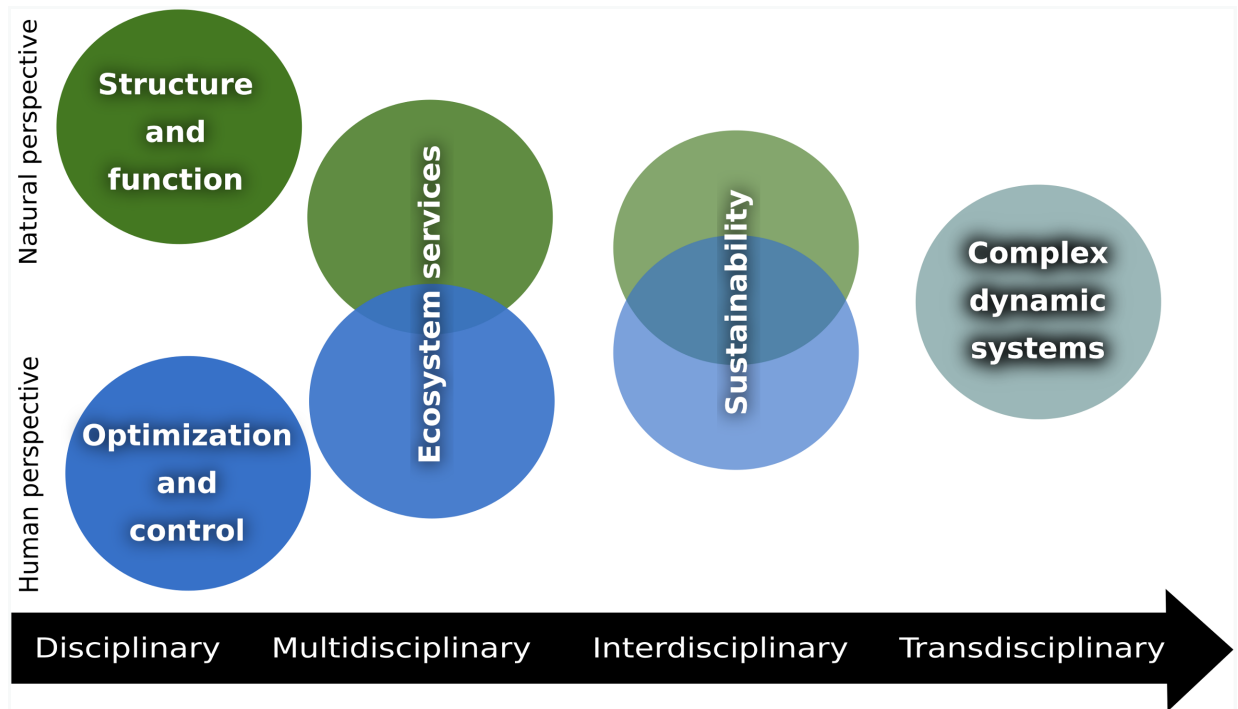 Natural perspective
Structure
and
function
Human perspective
Optimization
and
control
Ecosystem services
Sustainability
Complex
dynamic
systems
Disciplinary
Multidisciplinary
Interdisciplinary
Transdisciplinary